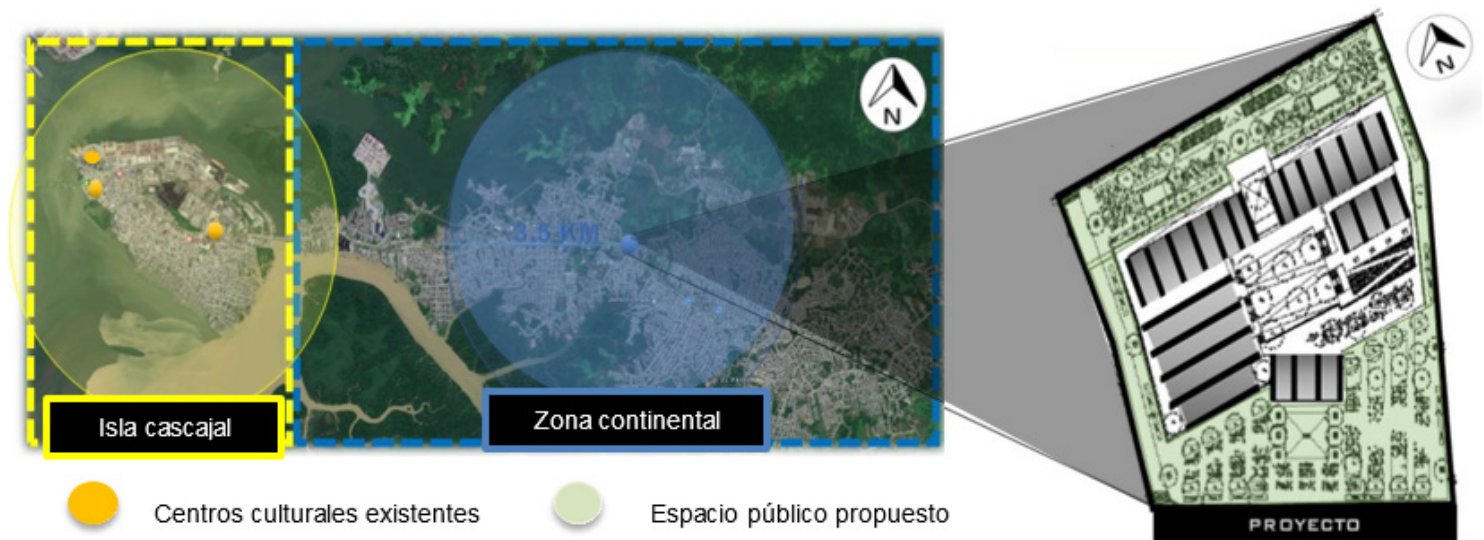 N
N
3.5 KM
Isla cascajal
Zona continental
Centros culturales existentes
Espacio público propuesto
PROYECTO